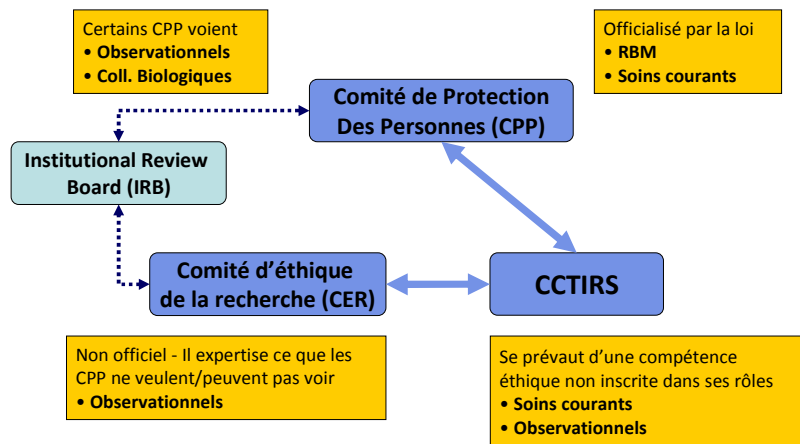 Certains CPP voient
• Observationnels
• Coll. Biologiques
Officialisé par la loi
• RBM
• Soins courants
Comité de Protection
Des Personnes (CPP)
Institutional Review
Board (IRB)
Comité d'éthique
de la recherche (CER)
CCTIRS
Non officiel - Il expertise ce que les
CPP ne veulent/peuvent pas voir
• Observationnels
Se prévaut d'une compétence
éthique non inscrite dans ses rôles
• Soins courants
• Observationnels